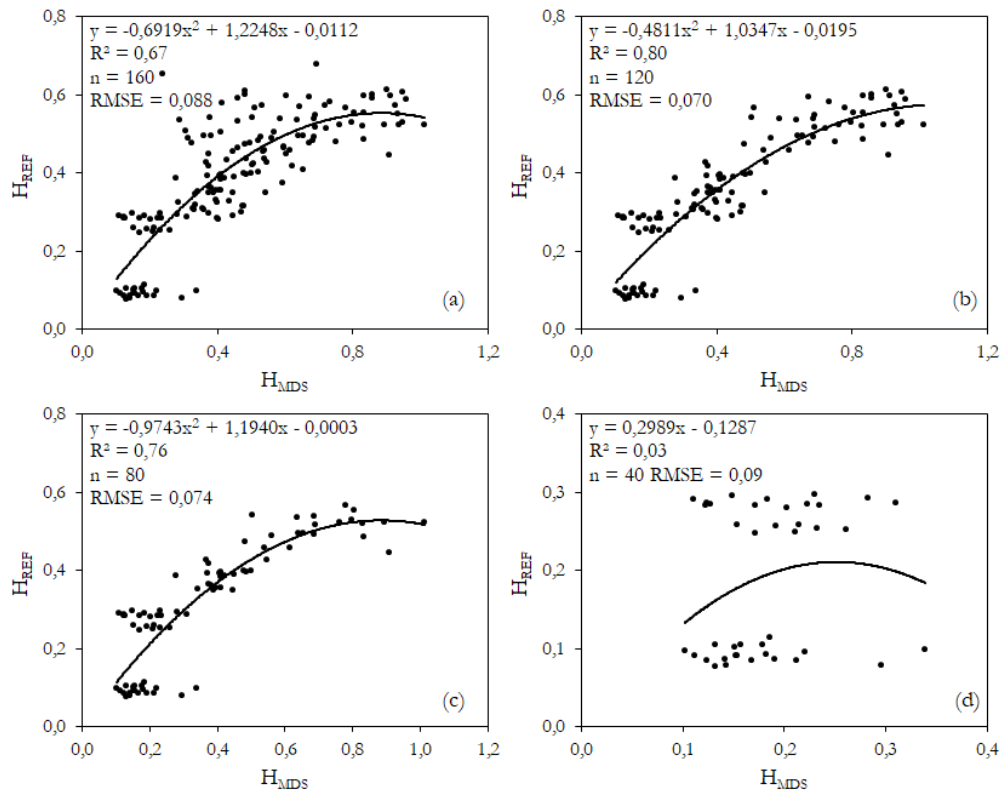 y = -0,6919x² + 1,2248x - 0,0112
R² = 0,67
n = 160
RMSE = 0,088
0,8
0,6
0,4
0,2
0,0
H_REF
0,0 0,4 0,8 1,2
H_MDS
(a)
y = -0,4811x² + 1,0347x - 0,0195
R² = 0,80
n = 120
RMSE = 0,070
0,8
0,6
0,4
0,2
0,0
H_REF
0,0 0,4 0,8 1,2
H_MDS
(b)
y = -0,9743x² + 1,1940x - 0,0003
R² = 0,76
n = 80
RMSE = 0,074
0,8
0,6
0,4
0,2
0,0
H_REF
0,0 0,2 0,4 0,6 0,8 1,0 1,2
H_MDS
(c)
y = 0,2989x - 0,1287
R² = 0,03
n = 40 RMSE = 0,09
0,4
0,3
0,2
0,1
0,0
H_REF
0,0 0,1 0,2 0,3 0,4
H_MDS
(d)